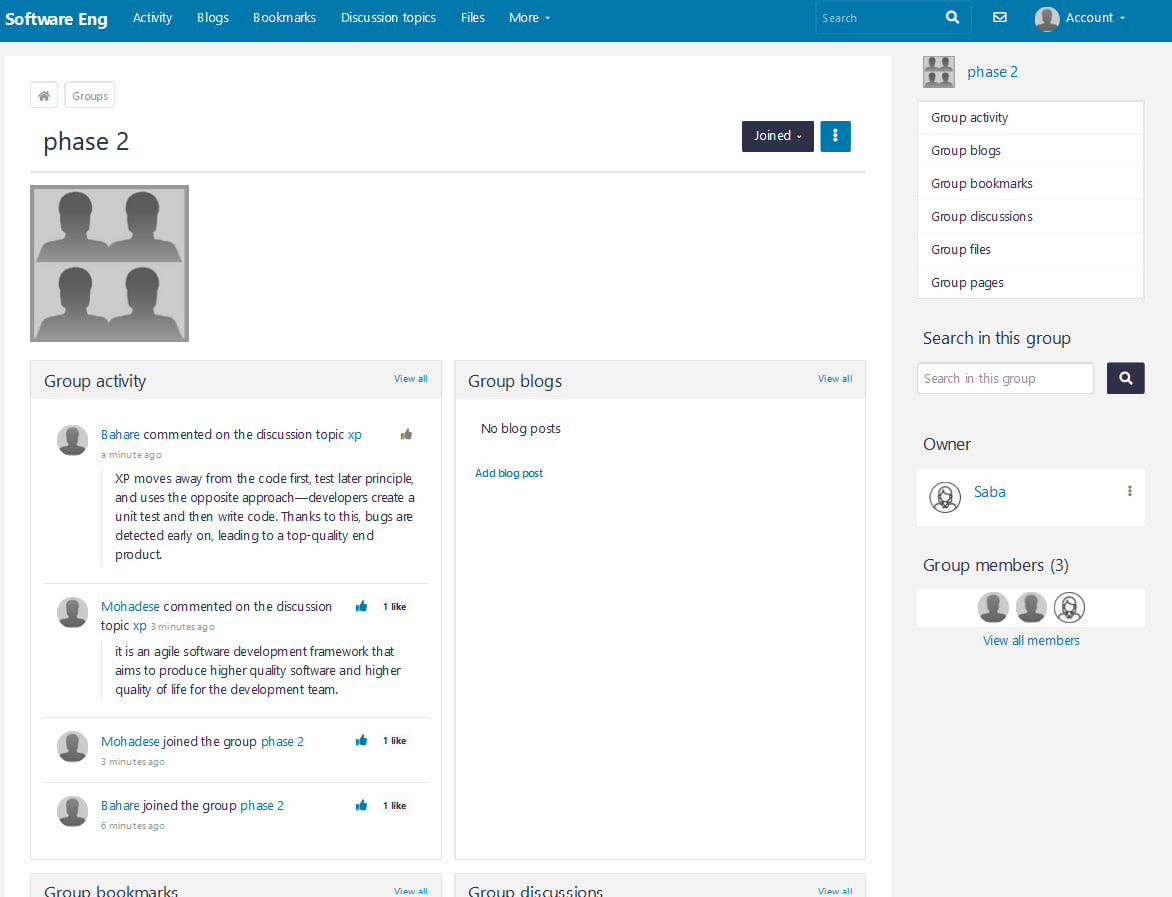 Software Eng Activity Blogs Bookmarks Discussion topics Files More Search Account
Groups
phase 2
Joined
Group activity View all
Bahare commented on the discussion topic xp
a minute ago
XP moves away from the code first, test later principle,
and uses the opposite approach—developers create a
unit test and then write code. Thanks to this, bugs are
detected early on, leading to a top-quality end
product.
Mohadese commented on the discussion
topic xp 3 minutes ago
1 like
it is an agile software development framework that
aims to produce higher quality software and higher
quality of life for the development team.
Mohadese joined the group phase 2
1 like
3 minutes ago
Bahare joined the group phase 2
1 like
6 minutes ago
Group blogs View all
No blog posts
Add blog post
Group bookmarks View all
Group discussions View all
phase 2
Group activity
Group blogs
Group bookmarks
Group discussions
Group files
Group pages
Search in this group
Search in this group
Owner
Saba
Group members (3)
View all members